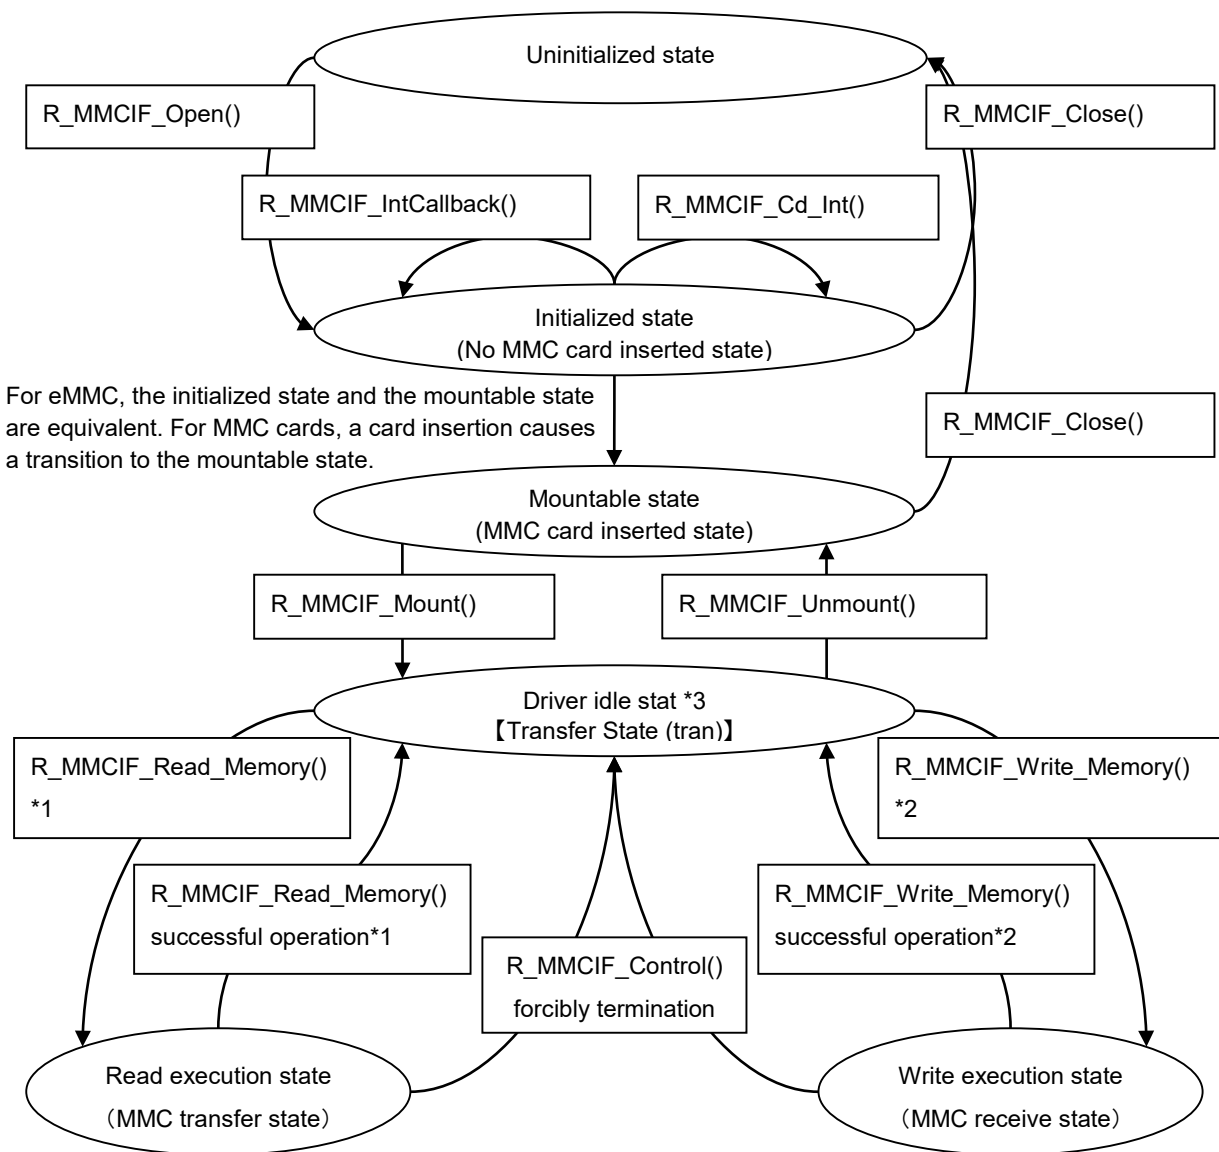 Uninitialized state
R_MMCIF_Open()
R_MMCIF_Close()
R_MMCIF_IntCallback()
R_MMCIF_Cd_Int()
Initialized state
(No MMC card inserted state)
For eMMC, the initialized state and the mountable state
are equivalent. For MMC cards, a card insertion causes
a transition to the mountable state.
R_MMCIF_Close()
Mountable state
(MMC card inserted state)
R_MMCIF_Mount()
R_MMCIF_Unmount()
Driver idle stat *3
【Transfer State (tran)】
R_MMCIF_Read_Memory()
*1
R_MMCIF_Write_Memory()
*2
R_MMCIF_Read_Memory()
successful operation*1
R_MMCIF_Write_Memory()
successful operation*2
R_MMCIF_Control()
forcibly termination
Read execution state
（MMC transfer state）
Write execution state
（MMC receive state）